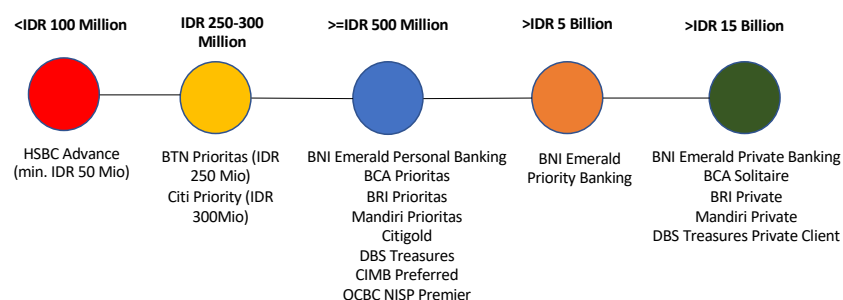 <IDR 100 Million
IDR 250-300
Million
>=IDR 500 Million
>IDR 5 Billion
>IDR 15 Billion
HSBC Advance
(min. IDR 50 Mio)
BTN Prioritas (IDR
250 Mio)
Citi Priority (IDR
300Mio)
BNI Emerald Personal Banking
BCA Prioritas
BRI Prioritas
Mandiri Prioritas
Citigold
DBS Treasures
CIMB Preferred
OCBC NISP Premier
BNI Emerald
Priority Banking
BNI Emerald Private Banking
BCA Solitaire
BRI Private
Mandiri Private
DBS Treasures Private Client